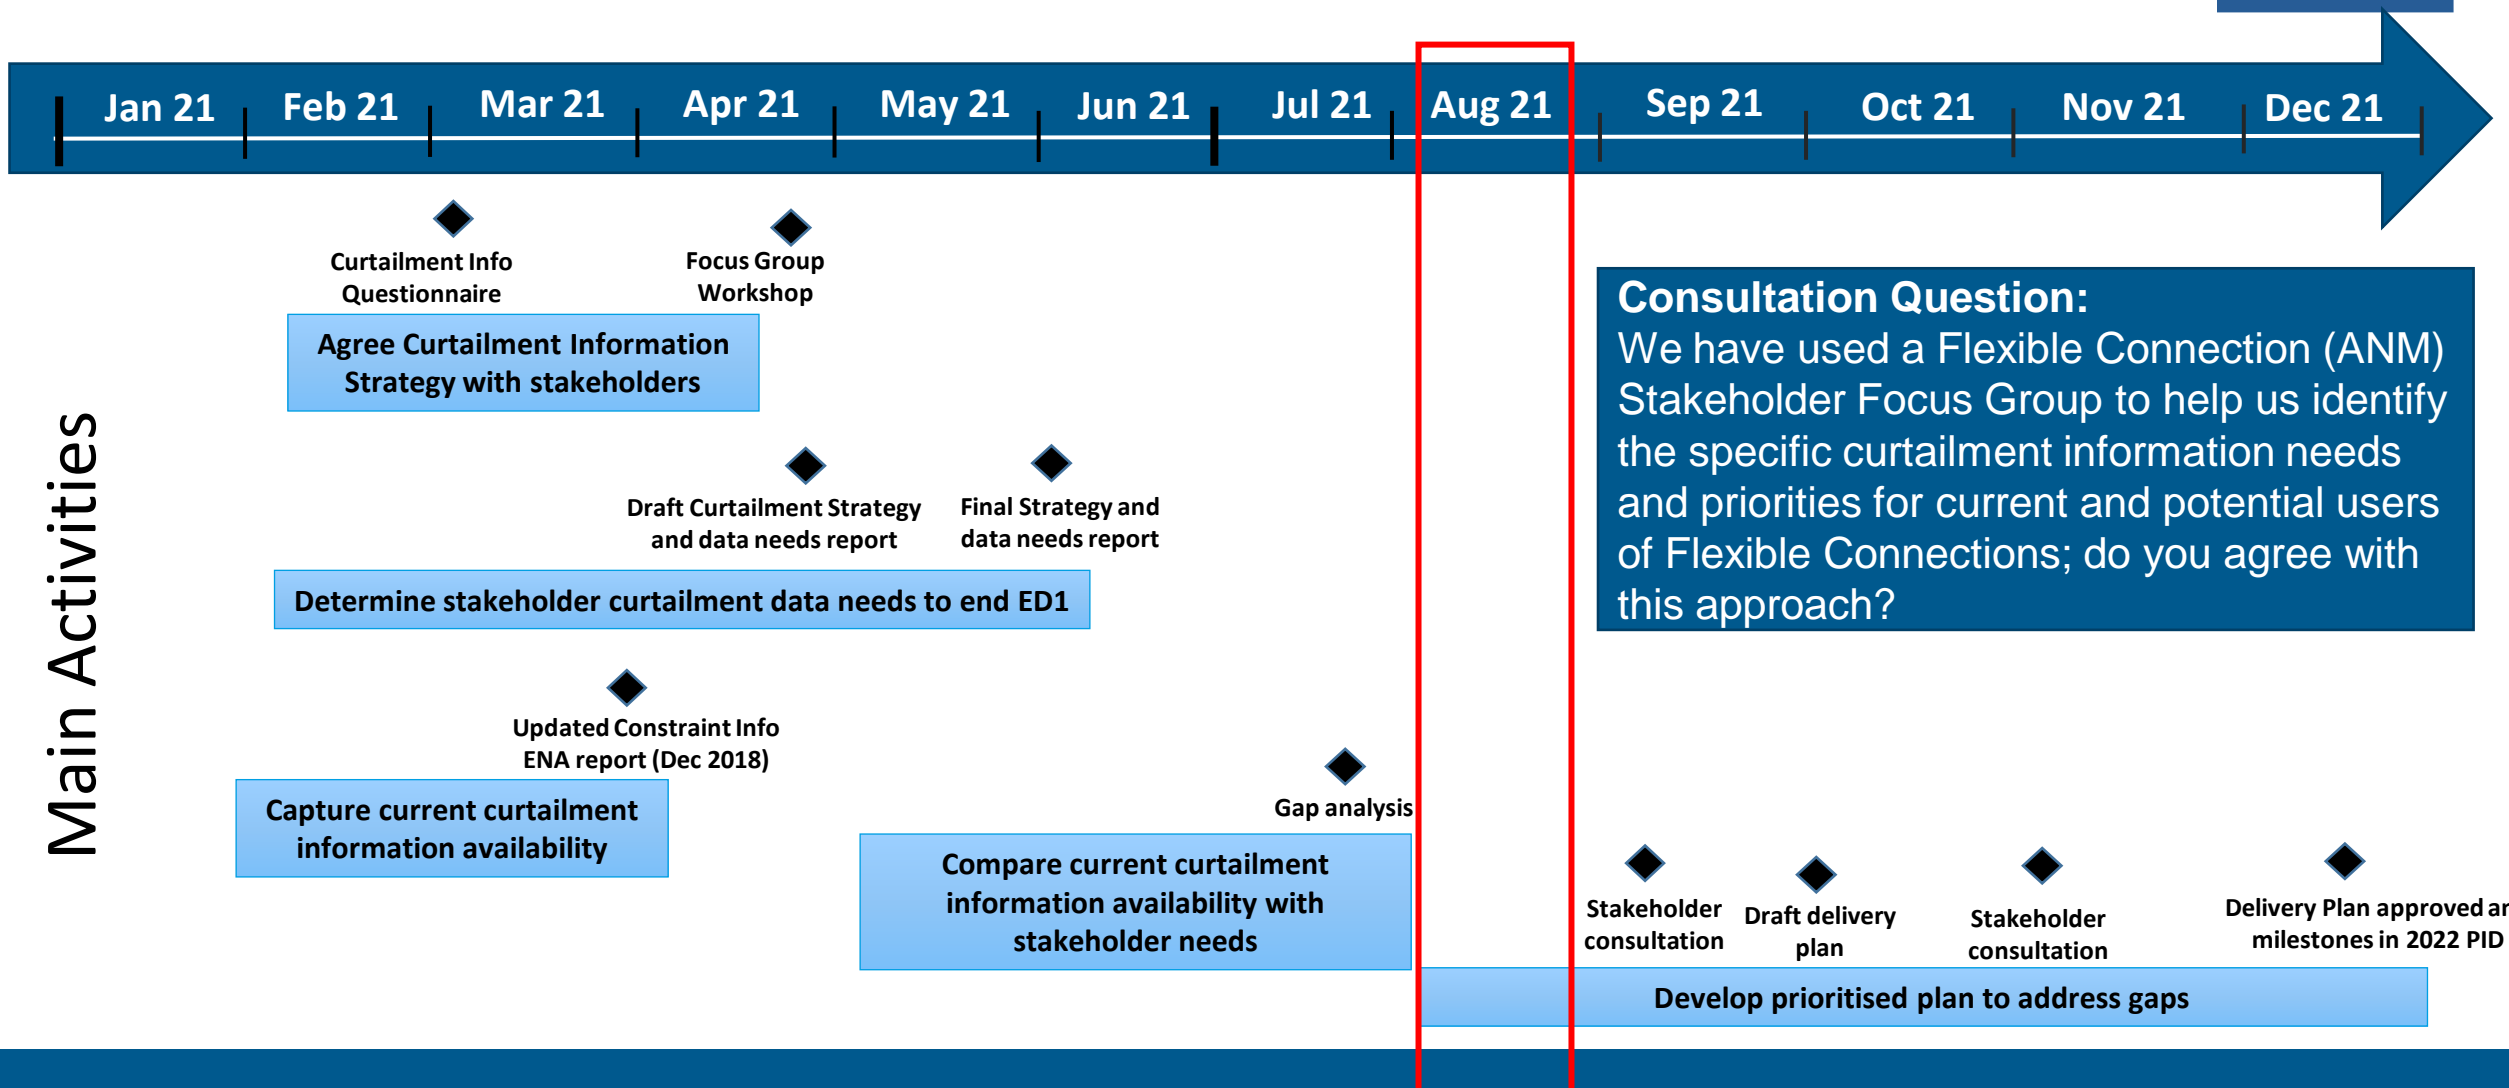 Jan 21
Feb 21
Mar 21
Apr 21
May 21
Jun 21
Jul 21
Aug 21
Sep 21
Oct 21
Nov 21
Dec 21
Main Activities
Curtailment Info
Questionnaire
Focus Group
Workshop
Agree Curtailment Information
Strategy with stakeholders
Draft Curtailment Strategy
and data needs report
Final Strategy and
data needs report
Determine stakeholder curtailment data needs to end ED1
Updated Constraint Info
ENA report (Dec 2018)
Capture current curtailment
information availability
Gap analysis
Compare current curtailment
information availability with
stakeholder needs
Consultation Question:
We have used a Flexible Connection (ANM)
Stakeholder Focus Group to help us identify
the specific curtailment information needs
and priorities for current and potential users
of Flexible Connections; do you agree with
this approach?
Stakeholder
consultation
Draft delivery
plan
Stakeholder
consultation
Delivery Plan approved
milestones in 2022 PID
Develop prioritised plan to address gaps